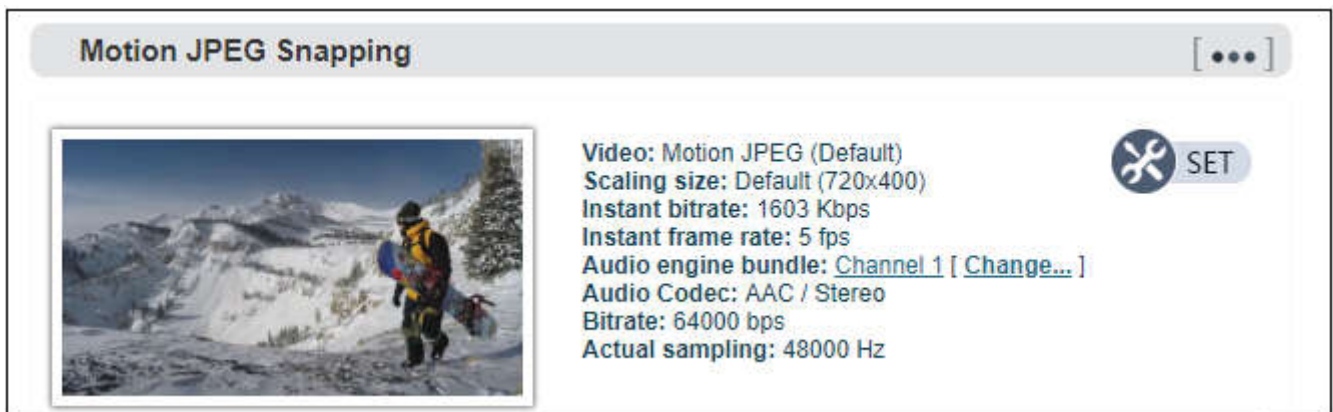 Motion JPEG Snapping [ ••• ]
Video: Motion JPEG (Default)
SET
Scaling size: Default (720x400)
Instant bitrate: 1603 Kbps
Instant frame rate: 5 fps
Audio engine bundle: Channel 1 [ Change... ]
Audio Codec: AAC / Stereo
Bitrate: 64000 bps
Actual sampling: 48000 Hz